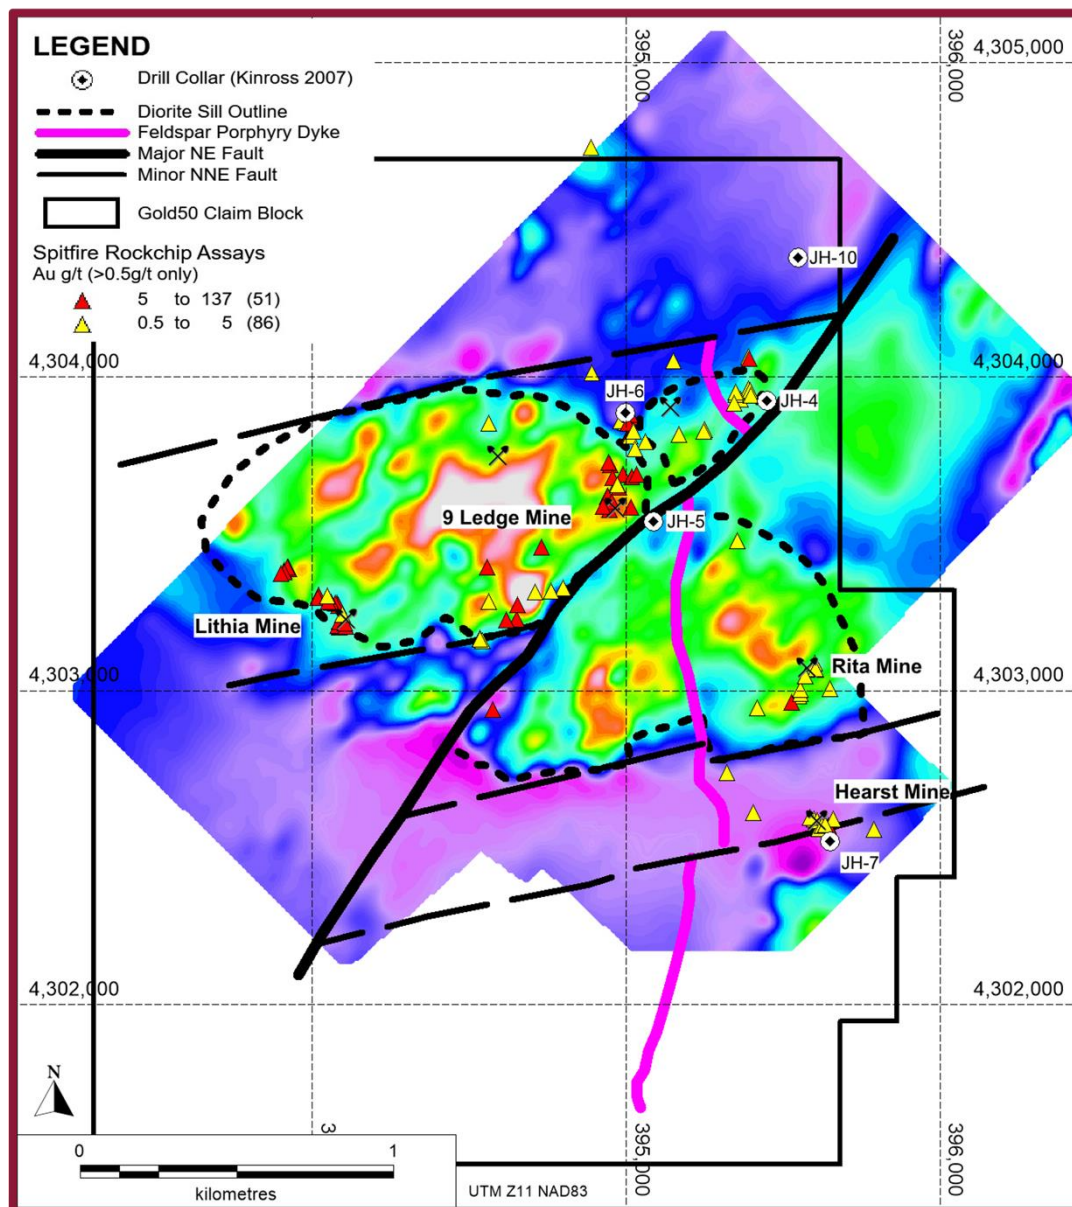 LEGEND
Drill Collar (Kinross 2007)
Diorite Sill Outline
Feldspar Porphyry Dyke
Major NE Fault
Minor NNE Fault
Gold50 Claim Block
Spitfire Rockchip Assays
Au g/t (>0.5g/t only)
5 to 137 (51)
0.5 to 5 (86)
395,000
396,000
4,305,000
JH-10
4,304,000
4,304,000
JH-6
JH-4
9 Ledge Mine
JH-5
Lithia Mine
Rita Mine
4,303,000
4,303,000
Hearst Mine
JH-7
4,302,000
4,302,000
N
3
395,000
396,000
0 1
kilometres
UTM Z11 NAD83